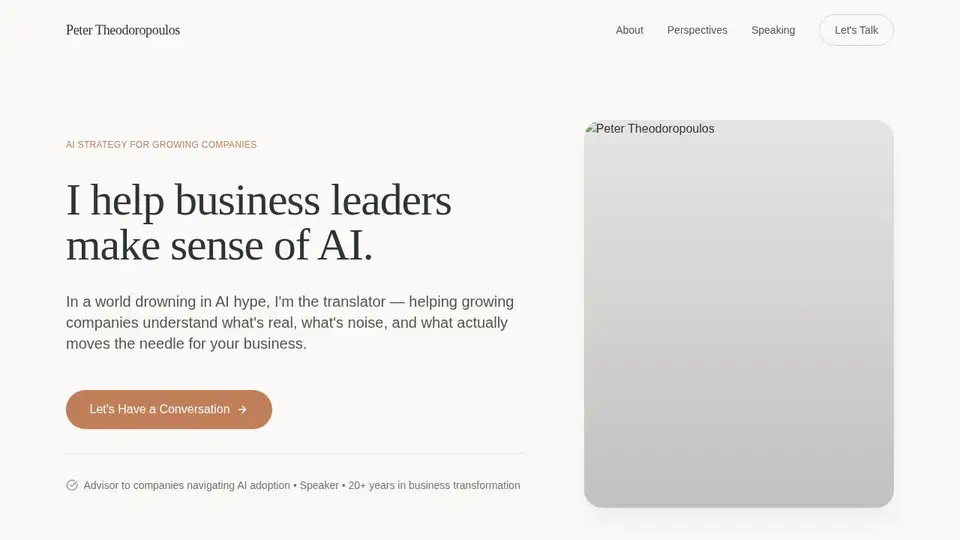 Peter Theodoropoulos
About
Perspectives
Speaking
Let's Talk
AI STRATEGY FOR GROWING COMPANIES
I help business leaders
make sense of AI.
In a world drowning in AI hype, I'm the translator — helping growing
companies understand what's real, what's noise, and what actually
moves the needle for your business.
Let's Have a Conversation →
Advisor to companies navigating AI adoption • Speaker • 20+ years in business transformation
Peter Theodoropoulos